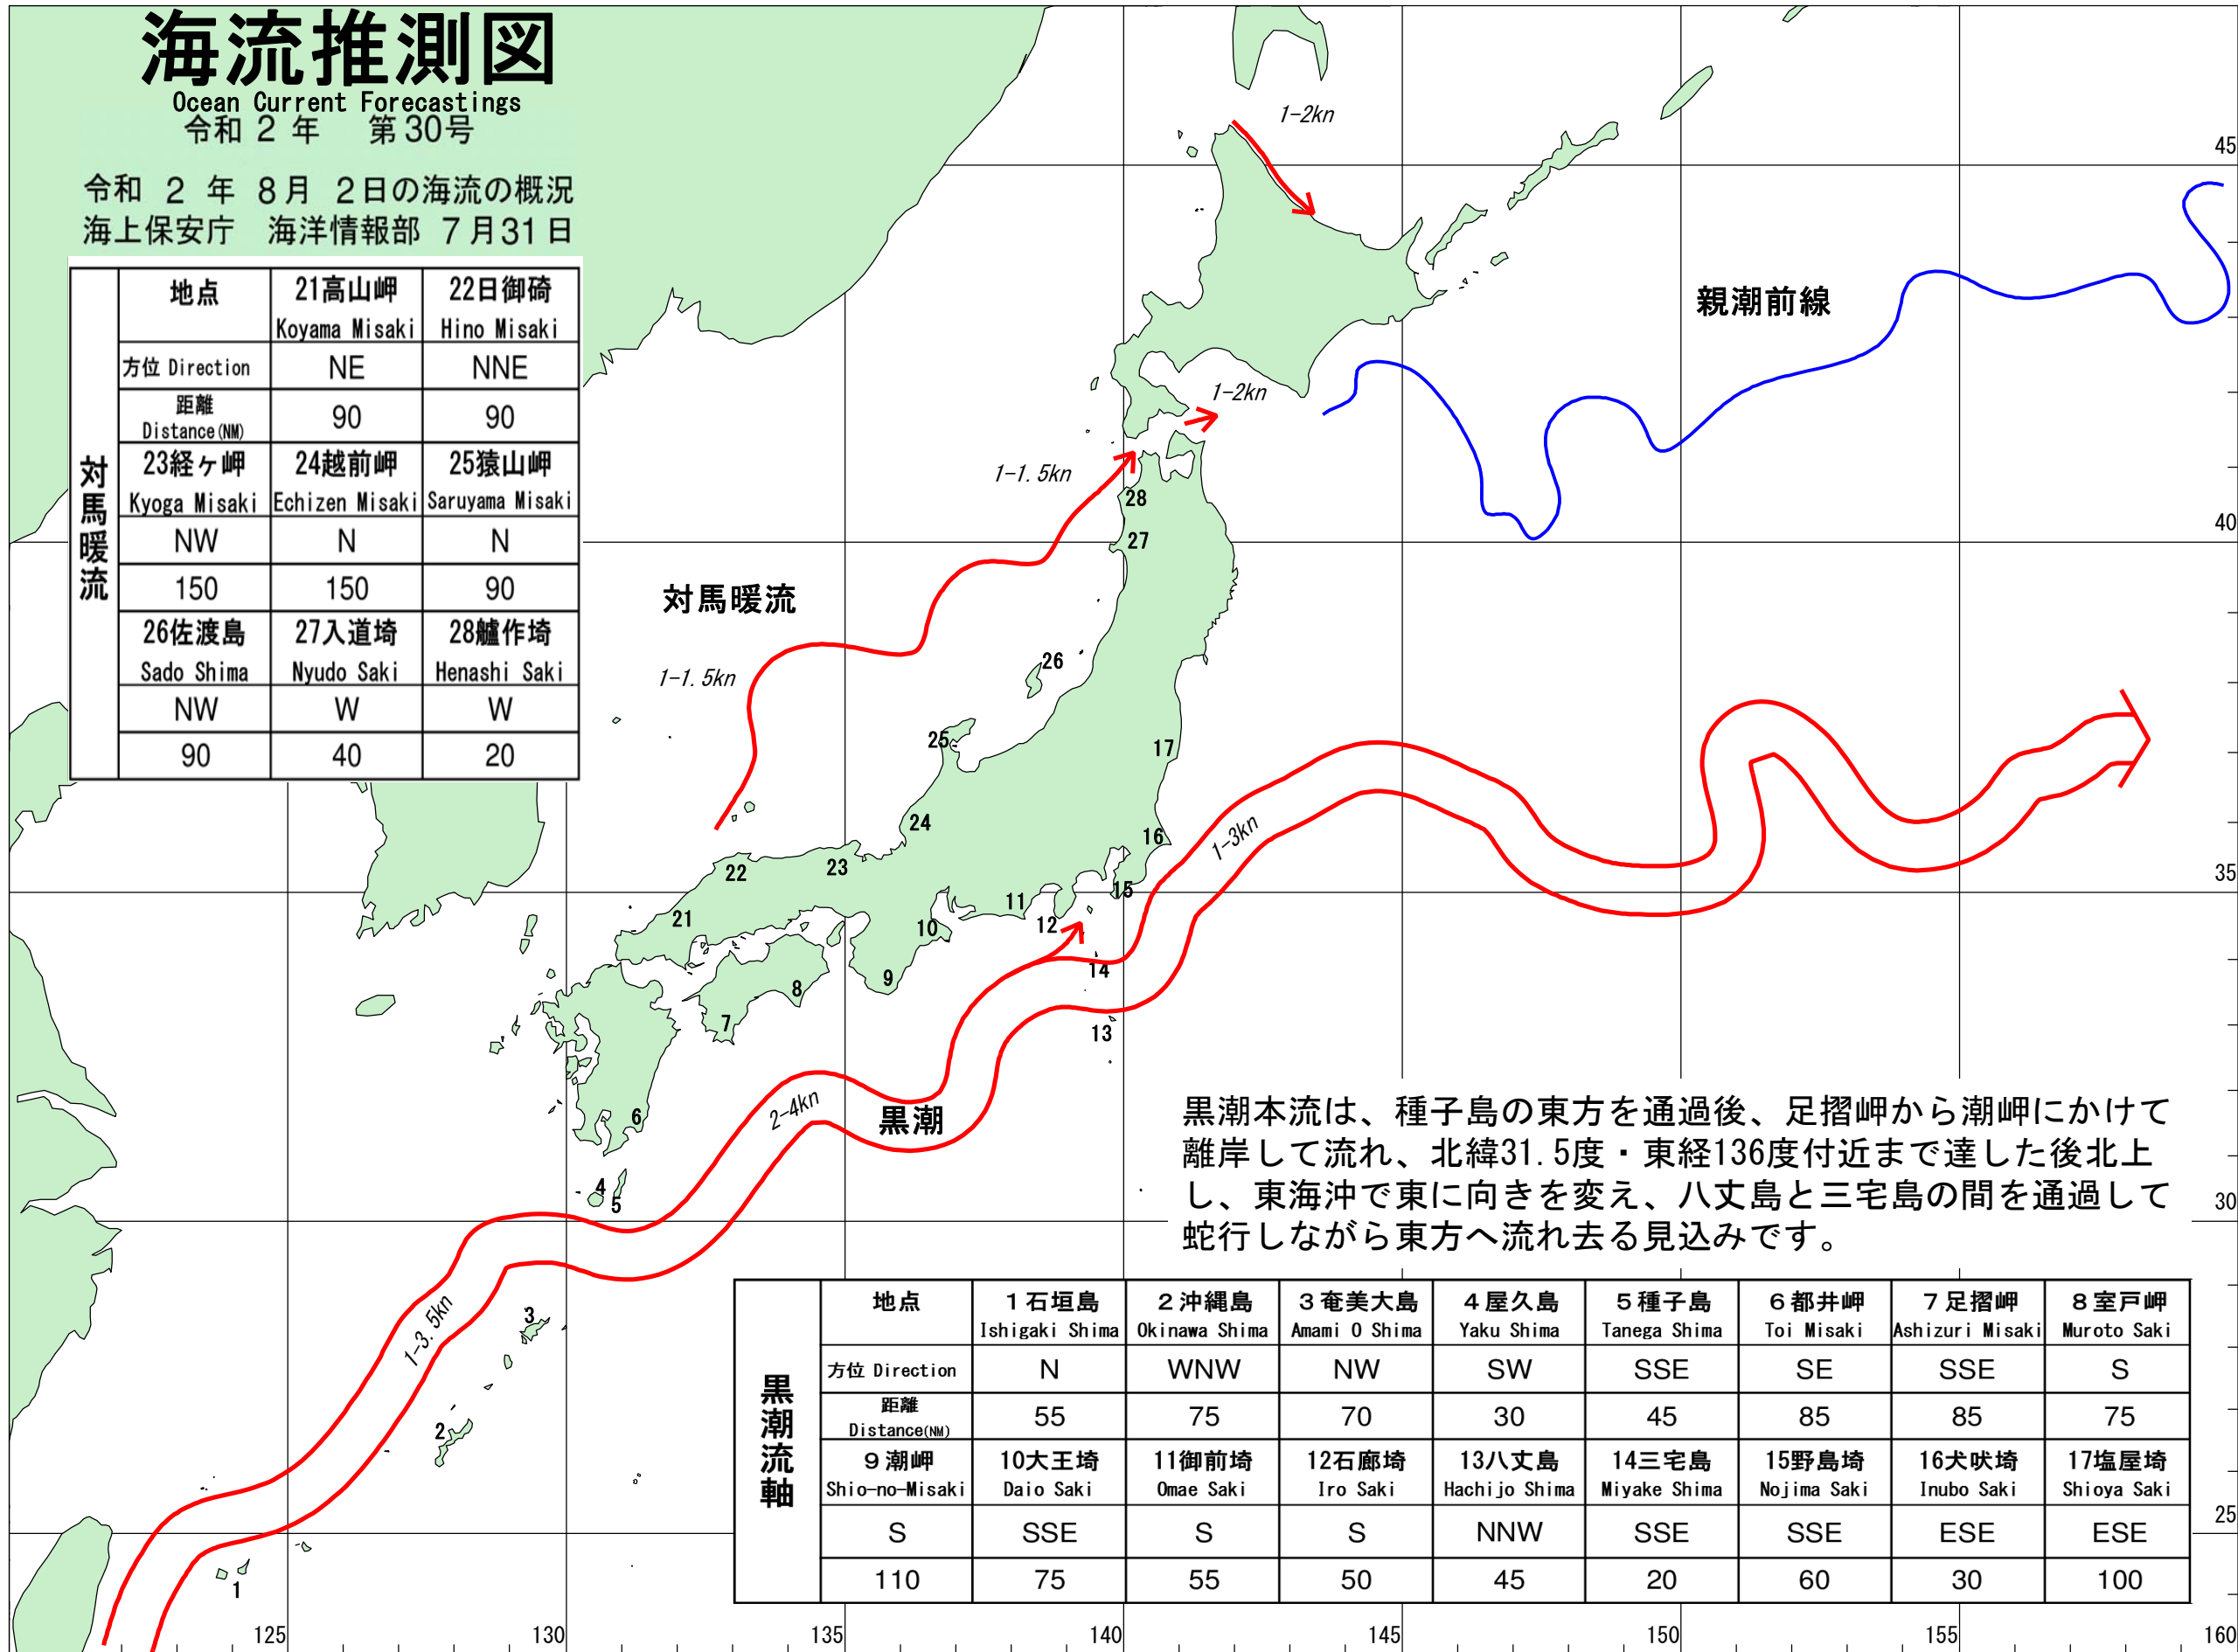 海流推測図
Ocean Current Forecastings
令和 2 年 第30号
令和 2 年 8月 2日の海流の概況
海上保安庁 海洋情報部 7月31日
対馬暖流
地点 21高山岬 22日御碕
Koyama Misaki Hino Misaki
方位 Direction NE NNE
距離 Distance(NM) 90 90
23経ヶ岬 24越前岬 25猿山岬
Kyoga Misaki Echizen Misaki Saruyama Misaki
NW N N
150 150 90
26佐渡島 27入道埼 28艫作埼
Sado Shima Nyudo Saki Henashi Saki
NW W W
90 40 20
1-2kn
45
親潮前線
1-2kn
1-1.5kn
28
40
27
対馬暖流
26
1-1.5kn
25
17
24
16
1-3kn
23
22
35
15
11
21
12
10
14
9
8
7
13
2-4kn
黒潮
6
黒潮本流は、種子島の東方を通過後、足摺岬から潮岬にかけて
離岸して流れ、北緯31.5度・東経136度付近まで達した後北上
し、東海沖で東に向きを変え、八丈島と三宅島の間を通過して
蛇行しながら東方へ流れ去る見込みです。
4
5
30
3
1-3.5kn
2
1
黒潮流軸
地点 1石垣島 2沖縄島 3奄美大島 4屋久島 5種子島 6都井岬 7足摺岬 8室戸岬
Ishigaki Shima Okinawa Shima Amami O Shima Yaku Shima Tanega Shima Toi Misaki Ashizuri Misaki Muroto Saki
方位 Direction N WNW NW SW SSE SE SSE S
距離 Distance(NM) 55 75 70 30 45 85 85 75
9潮岬 10大王埼 11御前埼 12石廊埼 13八丈島 14三宅島 15野島埼 16犬吠埼 17塩屋埼
Shio-no-Misaki Daio Saki Omae Saki Iro Saki Hachijo Shima Miyake Shima Nojima Saki Inubo Saki Shioya Saki
S SSE S S NNW SSE SSE ESE ESE
110 75 55 50 45 20 60 30 100
25
125 130 135 140 145 150 155 160